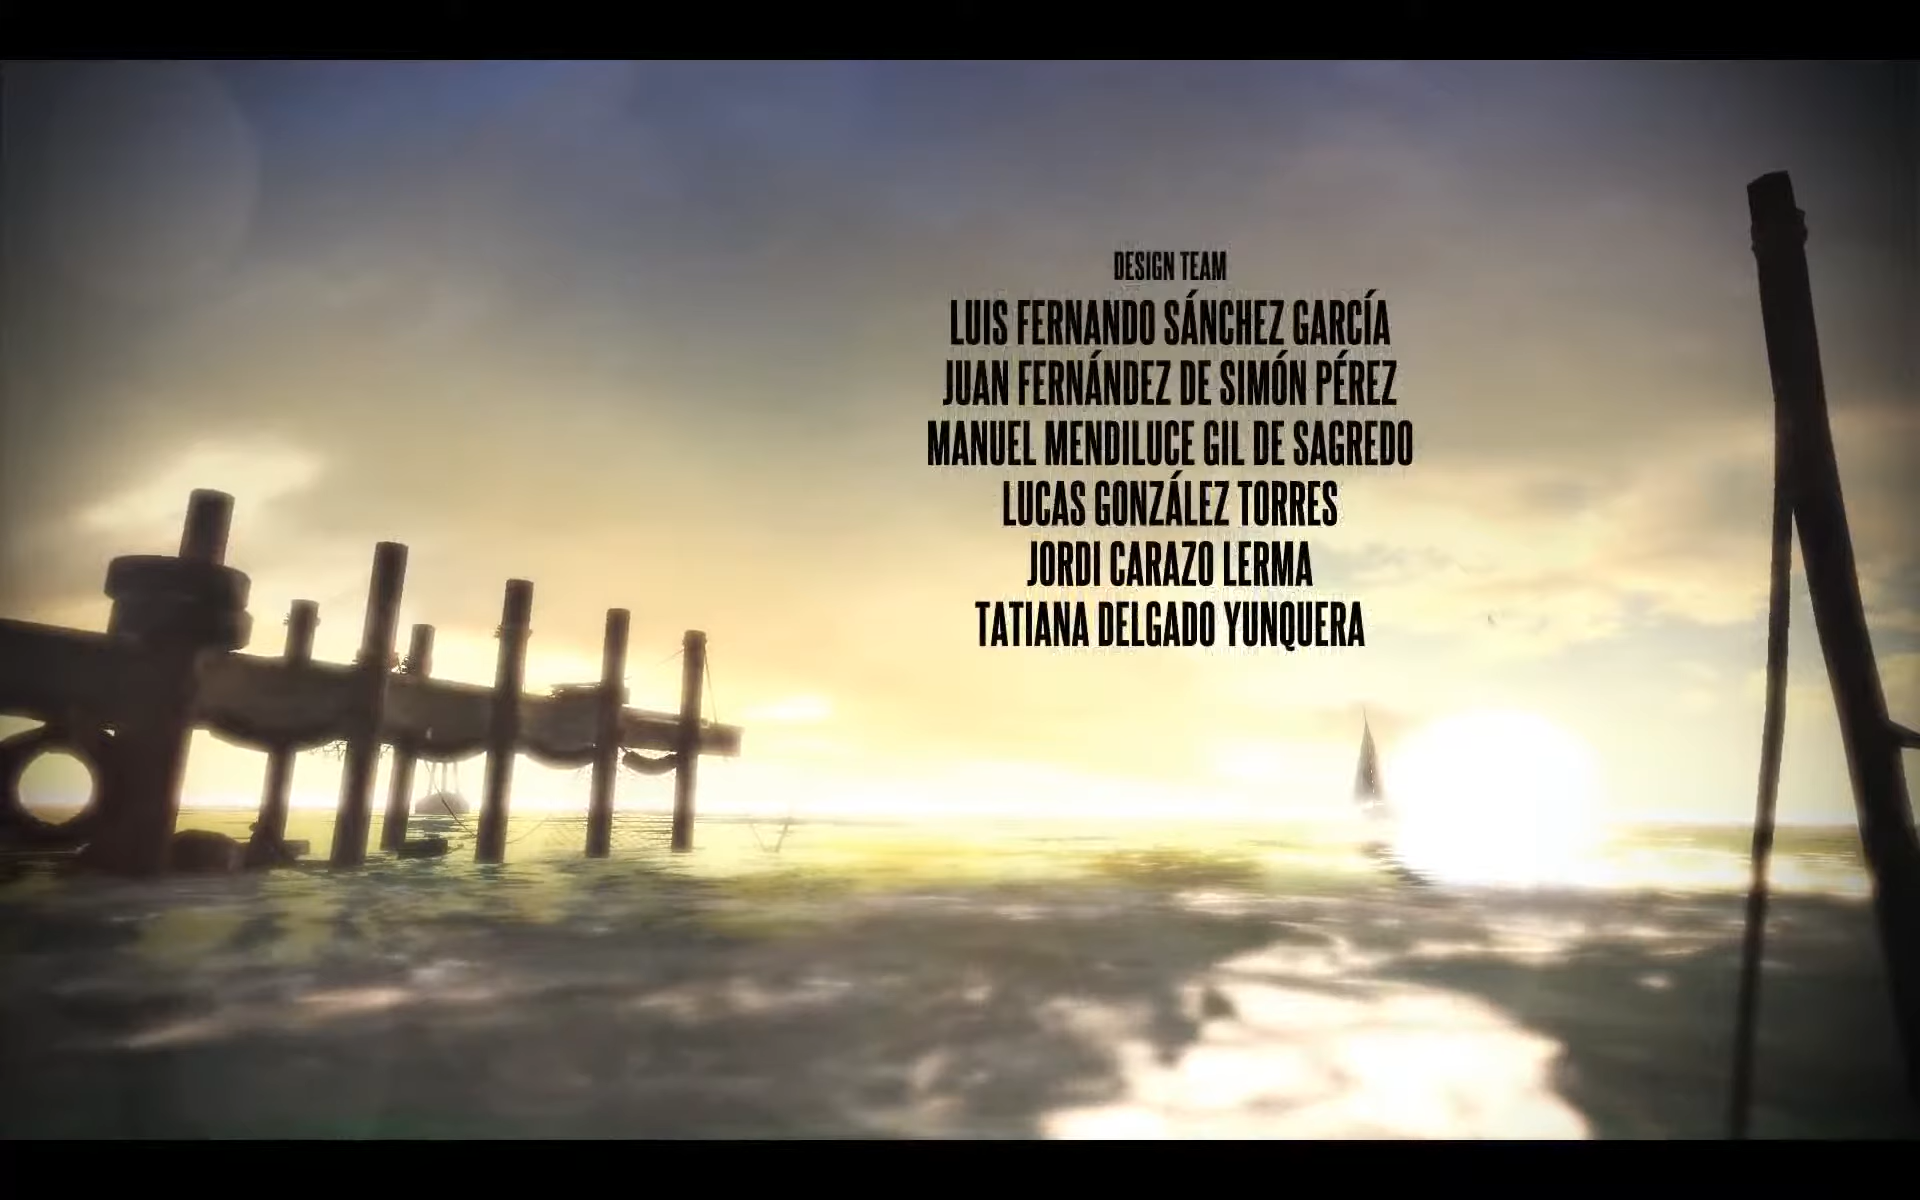 DESIGN TEAM
LUIS FERNANDO SÁNCHEZ GARCÍA
JUAN FERNÁNDEZ DE SIMÓN PÉREZ
MANUEL MENDILUCE GIL DE SAGREDO
LUCAS GONZÁLEZ TORRES
JORDI CARAZO LERMA
TATIANA DELGADO YUNQUERA